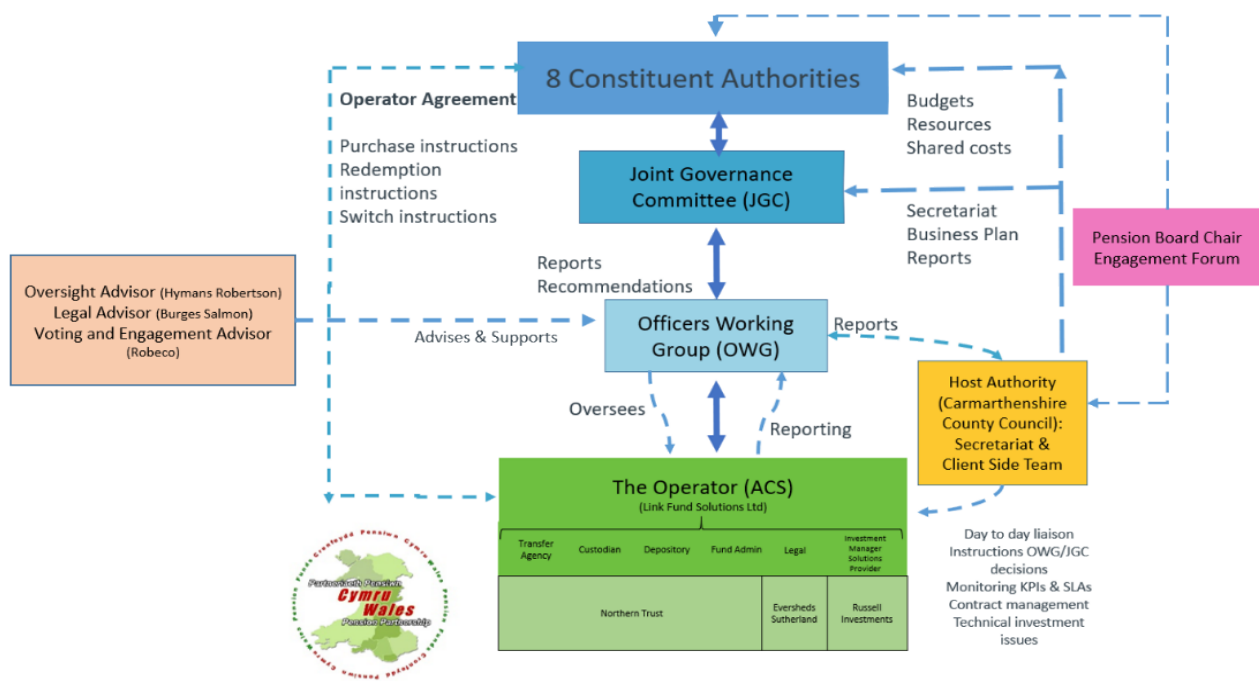 8 Constituent Authorities
Operator Agreement
Purchase instructions
Redemption
instructions
Switch instructions
Budgets
Resources
Shared costs
Joint Governance
Committee (JGC)
Secretariat
Business Plan
Reports
Pension Board Chair
Engagement Forum
Oversight Advisor (Hymans Robertson)
Legal Advisor (Burges Salmon)
Voting and Engagement Advisor
(Robeco)
Advises & Supports
Reports
Recommendations
Officers Working
Group (OWG)
Reports
Host Authority
(Carmarthenshire
County Council):
Secretariat &
Client Side Team
Oversees
Reporting
The Operator (ACS)
(Link Fund Solutions Ltd)
Transfer
Agency
Custodian
Depository
Fund Admin
Legal
Investment
Manager
Solutions
Provider
Northern Trust
Eversheds
Sutherland
Russell
Investments
Day to day liaison
Instructions OWG/JGC
decisions
Monitoring KPIs & SLAs
Contract management
Technical investment
issues
Partneriaeth Pensiwn
Cymru
Wales
Pension Partnership